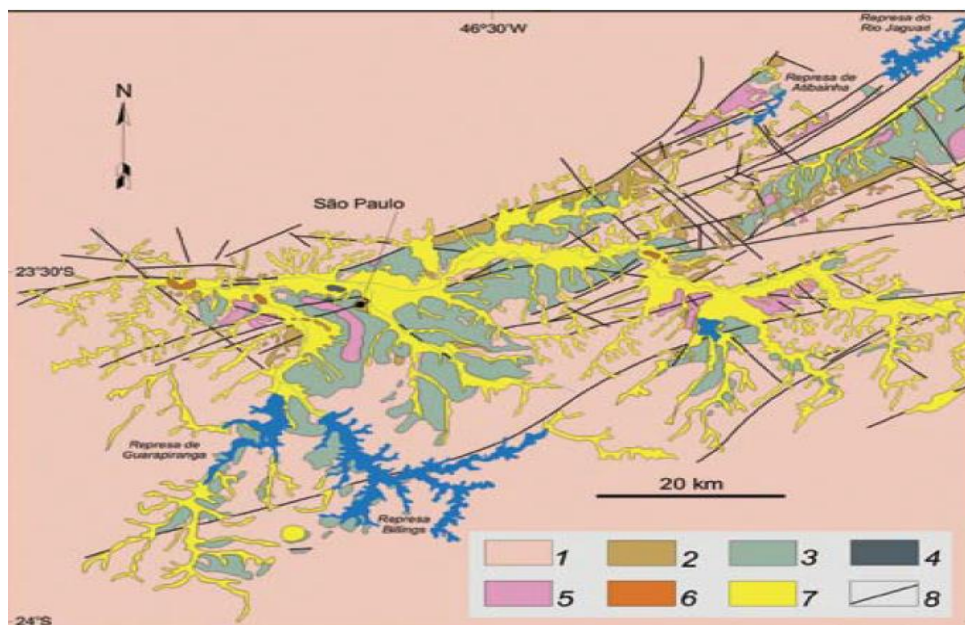 46°30'W
Represa do
Rio Jaguari
Represa de
Atibainha
N
São Paulo
23°30'S
Represa de
Guarapiranga
20 km
Represa
Billings
1 2 3 4
5 6 7 8
24°S